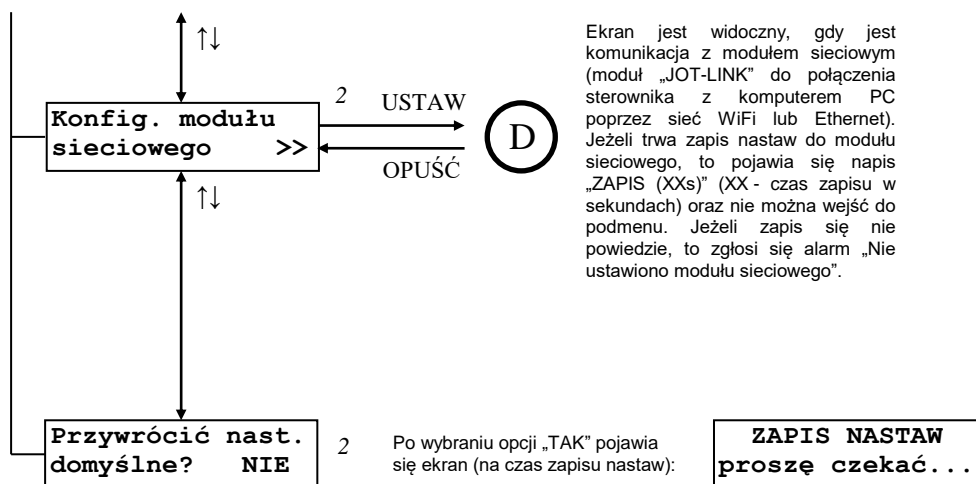 ↑↓
Konfig. modułu
sieciowego >>
2
USTAW
OPUŚĆ
D
Ekran jest widoczny, gdy jest
komunikacja z modułem sieciowym
(moduł „JOT-LINK” do połączenia
sterownika z komputerem PC
poprzez sieć WiFi lub Ethernet).
Jeżeli trwa zapis nastaw do modułu
sieciowego, to pojawia się napis
„ZAPIS (XXs)” (XX - czas zapisu w
sekundach) oraz nie można wejść do
podmenu. Jeżeli zapis się nie
powiedzie, to zgłosi się alarm „Nie
ustawiono modułu sieciowego”.
↑↓
Przywrócić nast.
domyślne? NIE
2
Po wybraniu opcji „TAK” pojawia
się ekran (na czas zapisu nastaw):
ZAPIS NASTAW
proszę czekać...